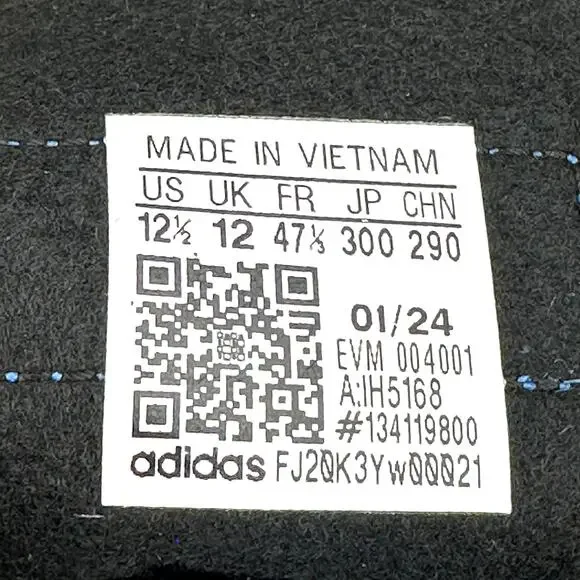 MADE IN VIETNAM
US UK FR JP CHN
12½ 12 47⅓ 300 290
01/24
EVM 004001
A:IH5168
#134119800
adidas FJ20K3Yw00021